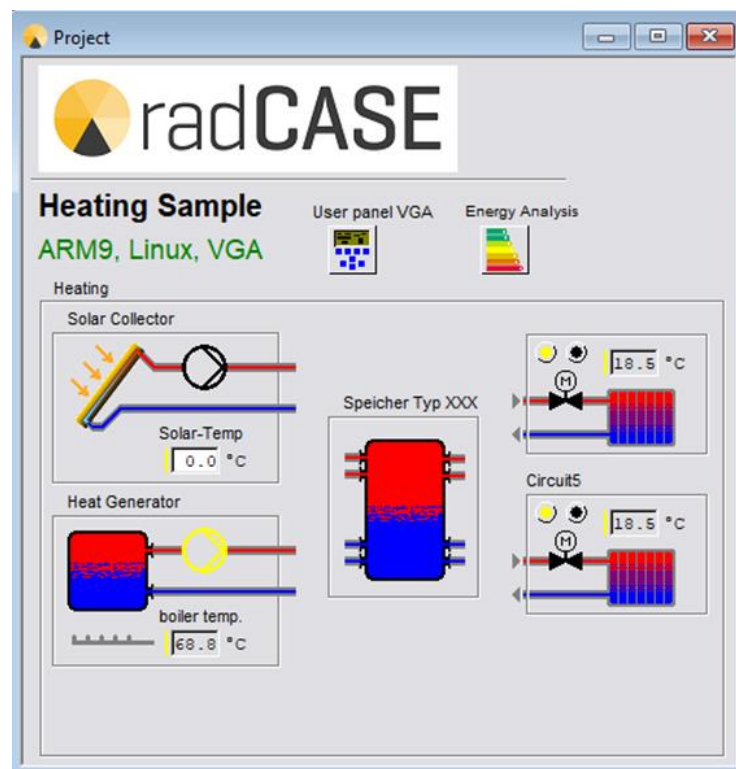 Project
radCASE
Heating Sample
User panel VGA
Energy Analysis
ARM9, Linux, VGA
Heating
Solar Collector
18.5 °C
M
Speicher Typ XXX
Solar-Temp
0.0 °C
Heat Generator
Circuit5
18.5 °C
M
boiler temp.
68.8 °C